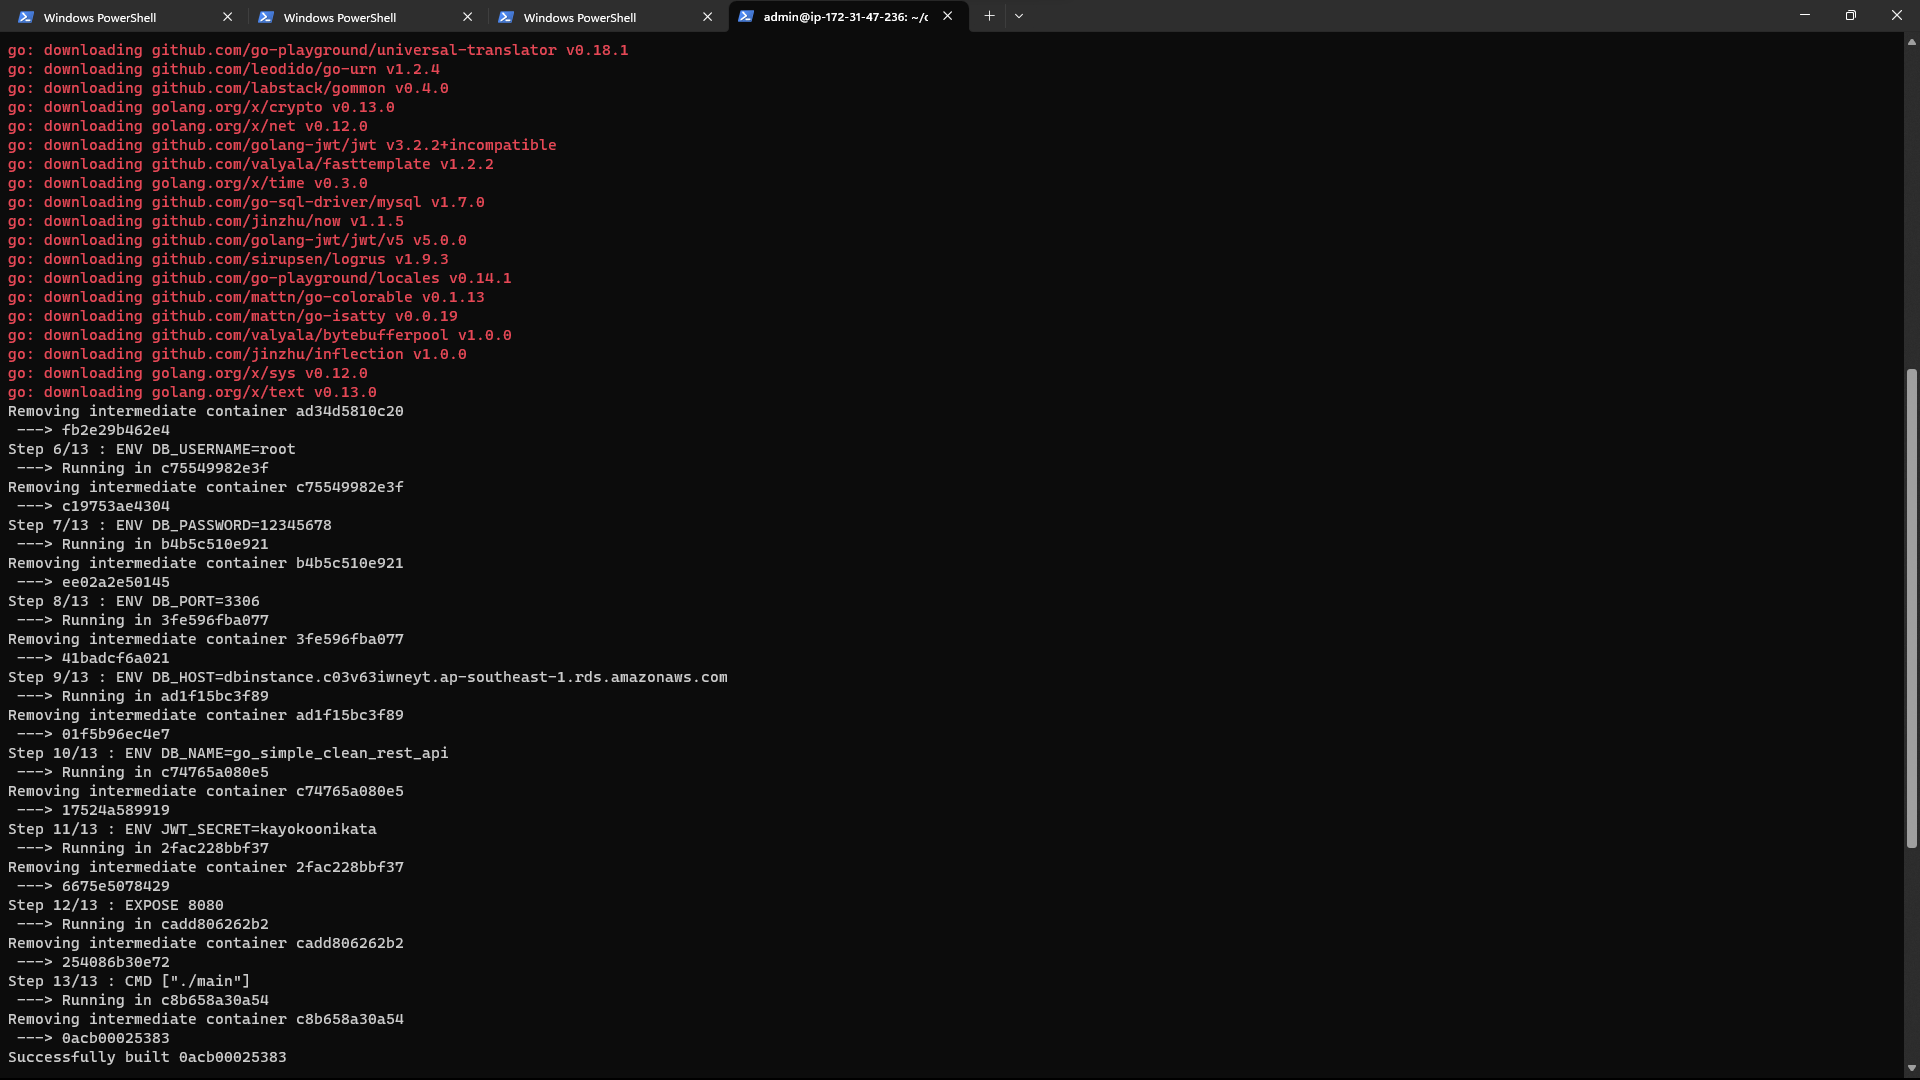 Windows PowerShell
Windows PowerShell
Windows PowerShell
admin@ip-172-31-47-236: ~/c
go: downloading github.com/go-playground/universal-translator v0.18.1
go: downloading github.com/leodido/go-urn v1.2.4
go: downloading github.com/labstack/gommon v0.4.0
go: downloading golang.org/x/crypto v0.13.0
go: downloading golang.org/x/net v0.12.0
go: downloading github.com/golang-jwt/jwt v3.2.2+incompatible
go: downloading github.com/valyala/fasttemplate v1.2.2
go: downloading golang.org/x/time v0.3.0
go: downloading github.com/go-sql-driver/mysql v1.7.0
go: downloading github.com/jinzhu/now v1.1.5
go: downloading github.com/golang-jwt/jwt/v5 v5.0.0
go: downloading github.com/sirupsen/logrus v1.9.3
go: downloading github.com/go-playground/locales v0.14.1
go: downloading github.com/mattn/go-colorable v0.1.13
go: downloading github.com/mattn/go-isatty v0.0.19
go: downloading github.com/valyala/bytebufferpool v1.0.0
go: downloading github.com/jinzhu/inflection v1.0.0
go: downloading golang.org/x/sys v0.12.0
go: downloading golang.org/x/text v0.13.0
Removing intermediate container ad34d5810c20
 ---> fb2e29b462e4
Step 6/13 : ENV DB_USERNAME=root
 ---> Running in c75549982e3f
Removing intermediate container c75549982e3f
 ---> c19753ae4304
Step 7/13 : ENV DB_PASSWORD=12345678
 ---> Running in b4b5c510e921
Removing intermediate container b4b5c510e921
 ---> ee02a2e50145
Step 8/13 : ENV DB_PORT=3306
 ---> Running in 3fe596fba077
Removing intermediate container 3fe596fba077
 ---> 41badcf6a021
Step 9/13 : ENV DB_HOST=dbinstance.c03v63iwneyt.ap-southeast-1.rds.amazonaws.com
 ---> Running in ad1f15bc3f89
Removing intermediate container ad1f15bc3f89
 ---> 01f5b96ec4e7
Step 10/13 : ENV DB_NAME=go_simple_clean_rest_api
 ---> Running in c74765a080e5
Removing intermediate container c74765a080e5
 ---> 17524a589919
Step 11/13 : ENV JWT_SECRET=kayokoonikata
 ---> Running in 2fac228bbf37
Removing intermediate container 2fac228bbf37
 ---> 6675e5078429
Step 12/13 : EXPOSE 8080
 ---> Running in cadd806262b2
Removing intermediate container cadd806262b2
 ---> 254086b30e72
Step 13/13 : CMD ["./main"]
 ---> Running in c8b658a30a54
Removing intermediate container c8b658a30a54
 ---> 0acb00025383
Successfully built 0acb00025383